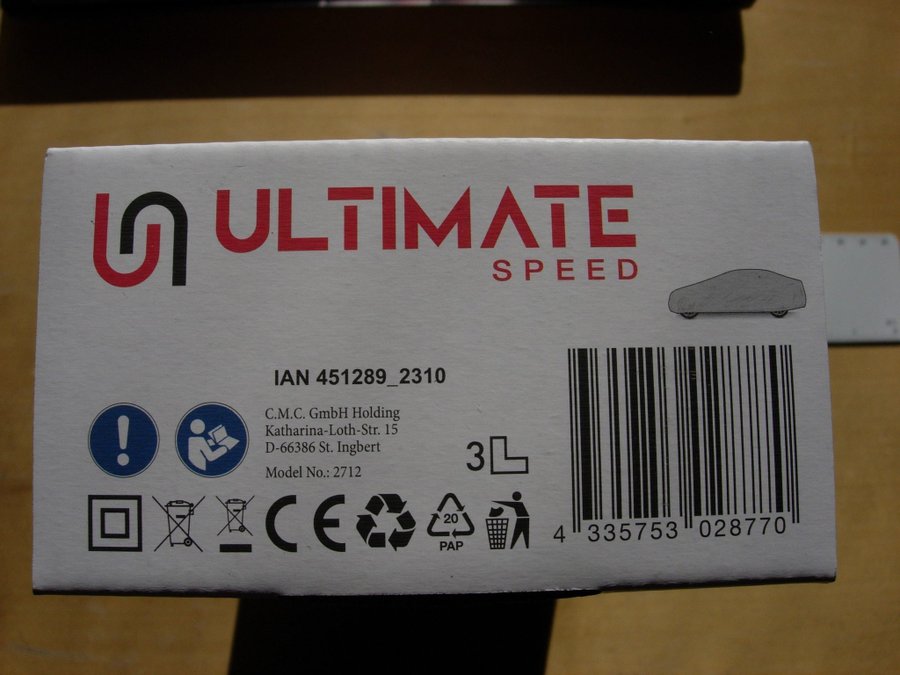 ULTIMATE
SPEED
IAN 451289_2310
C.M.C. GmbH Holding
Katharina-Loth-Str. 15
D-66386 St. Ingbert
Model No.: 2712
3
CE
20
PAP
4 335753 028770